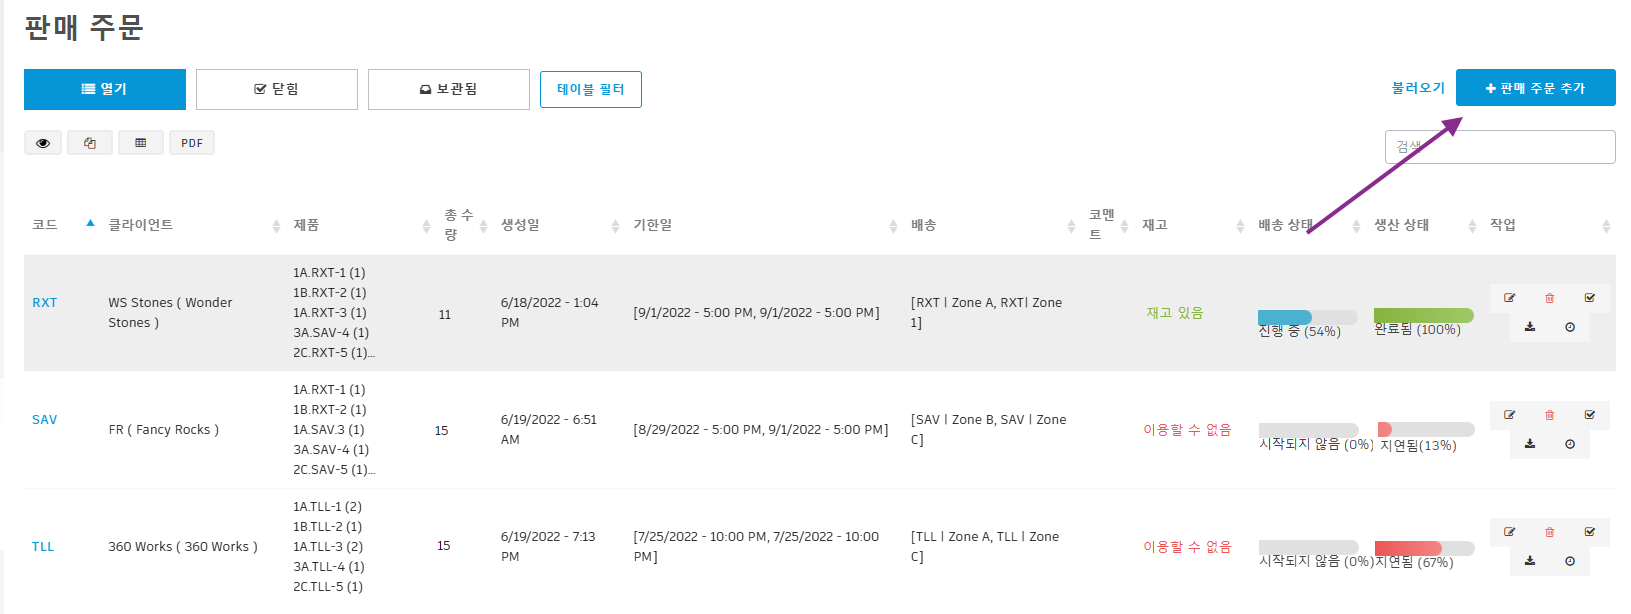 판매 주문
열기
닫힘
보관됨
테이블 필터
불러오기
판매 주문 추가
PDF
검색
코드
클라이언트
제품
총 수
량
생성일
기한일
배송
코멘
트
재고
배송 상태
생산 상태
작업
RXT
WS Stones ( Wonder
Stones )
1A.RXT-1 (1)
1B.RXT-2 (1)
1A.RXT-3 (1)
3A.SAV-4 (1)
2C.RXT-5 (1)...
11
6/18/2022 - 1:04
PM
[9/1/2022 - 5:00 PM, 9/1/2022 - 5:00 PM]
[RXT | Zone A, RXT| Zone
1]
재고 있음
진행 중 (54%)
완료됨 (100%)
SAV
FR ( Fancy Rocks )
1A.RXT-1 (1)
1B.RXT-2 (1)
1A.SAV.3 (1)
3A.SAV-4 (1)
2C.SAV-5 (1)...
15
6/19/2022 - 6:51
AM
[8/29/2022 - 5:00 PM, 9/1/2022 - 5:00 PM]
[SAV | Zone B, SAV | Zone
C]
이용할 수 없음
시작되지 않음 (0%)
지연됨(13%)
TLL
360 Works ( 360 Works )
1A.TLL-1 (2)
1B.TLL-2 (1)
1A.TLL-3 (2)
3A.TLL-4 (1)
2C.TLL-5 (1)
15
6/19/2022 - 7:13
PM
[7/25/2022 - 10:00 PM, 7/25/2022 - 10:00
PM]
[TLL | Zone A, TLL | Zone
C]
이용할 수 없음
시작되지 않음 (0%)
지연됨 (67%)